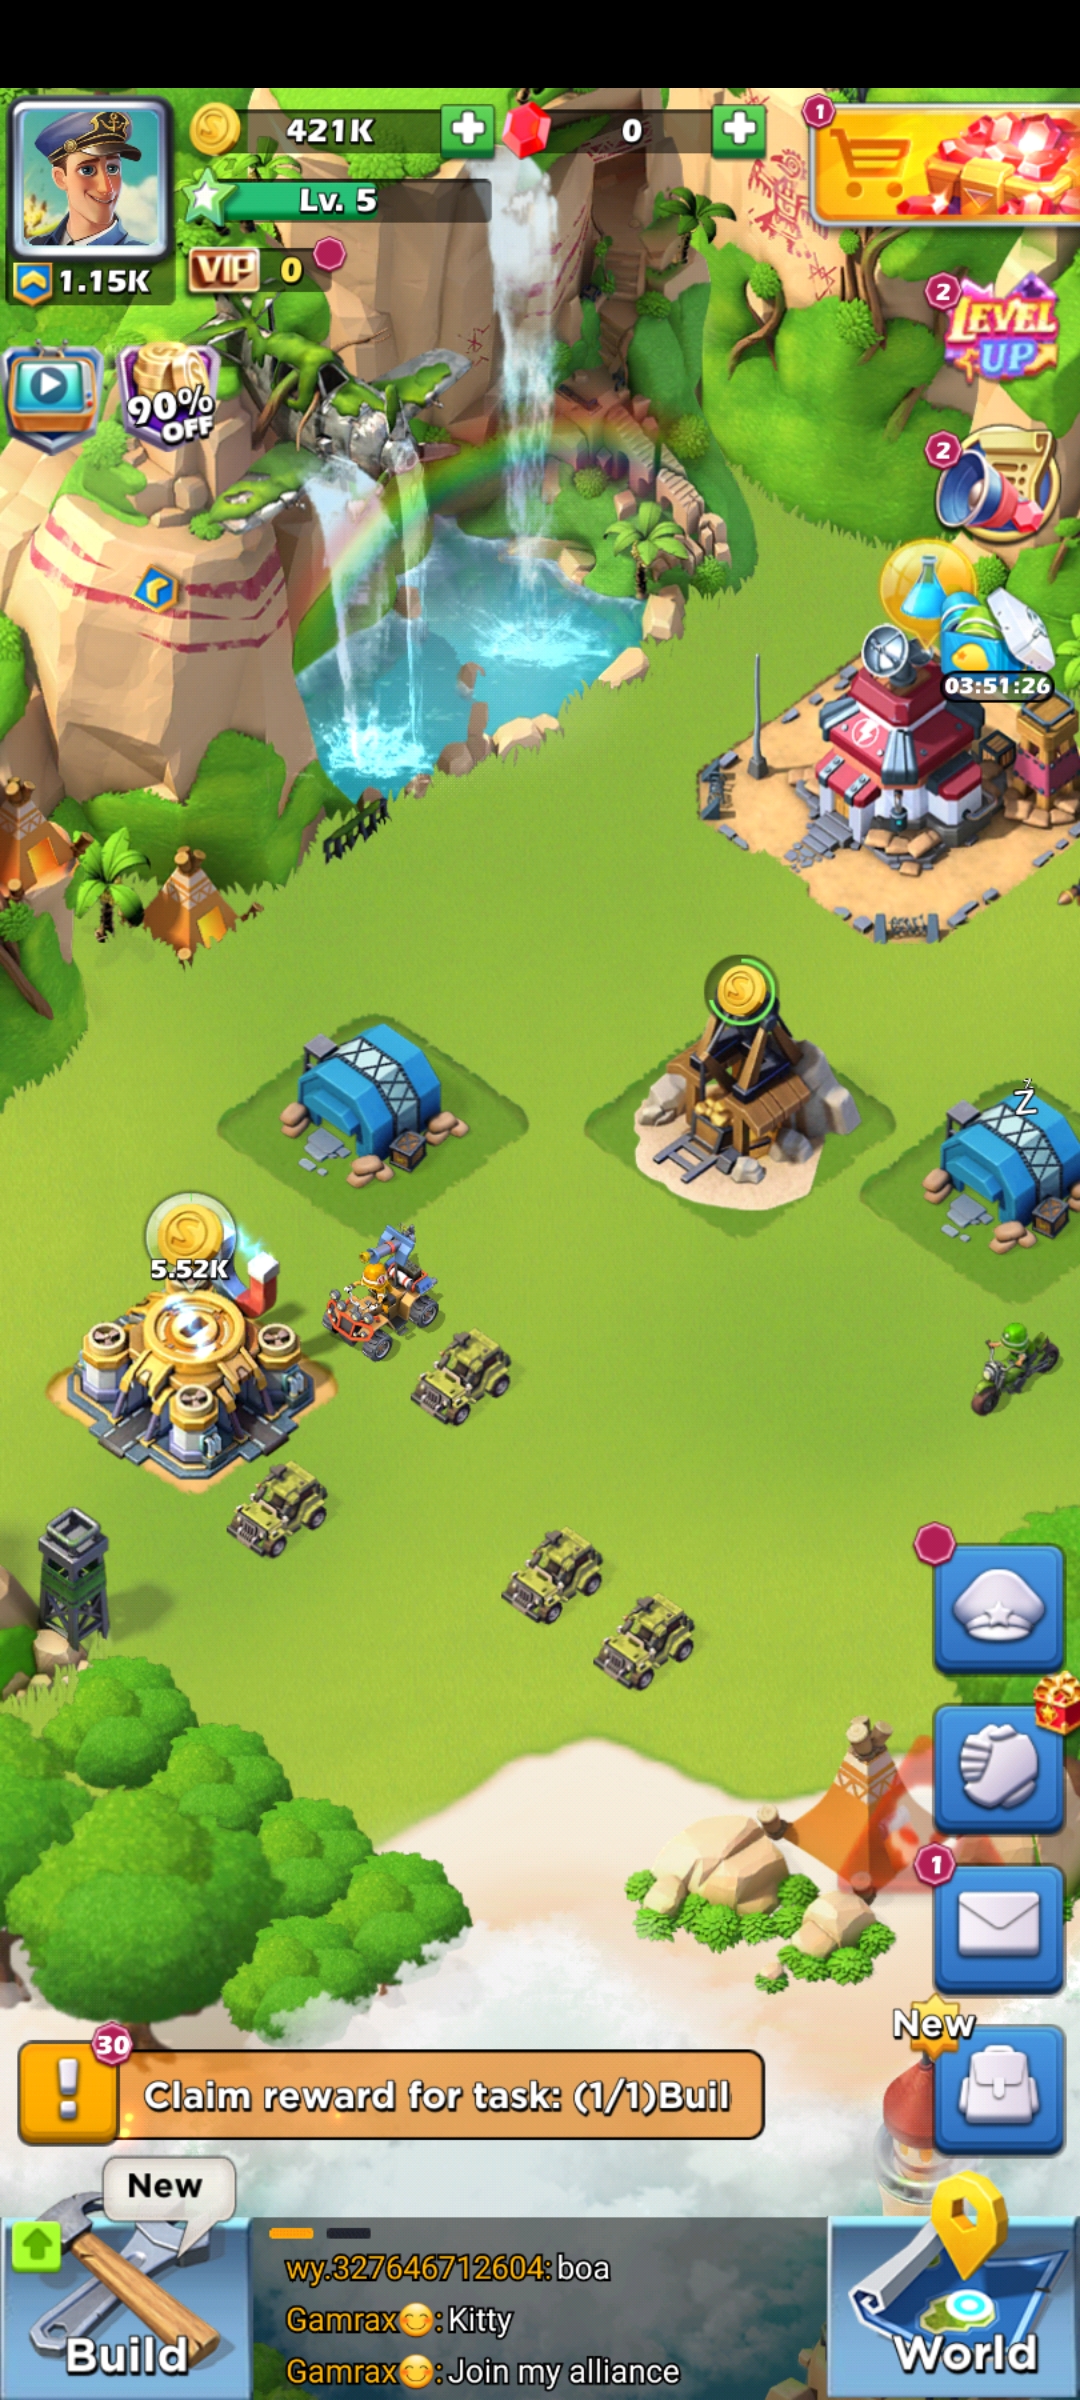 421K
0
1
Lv. 5
1.15K
VIP 0
2
LEVEL
UP
90%
OFF
2
03:51:26
Z
Z
5.52K
1
New
30
Claim reward for task: (1/1)Buil
New
wy.327646712604: boa
Gamrax😊: Kitty
Gamrax😊: Join my alliance
Build
World